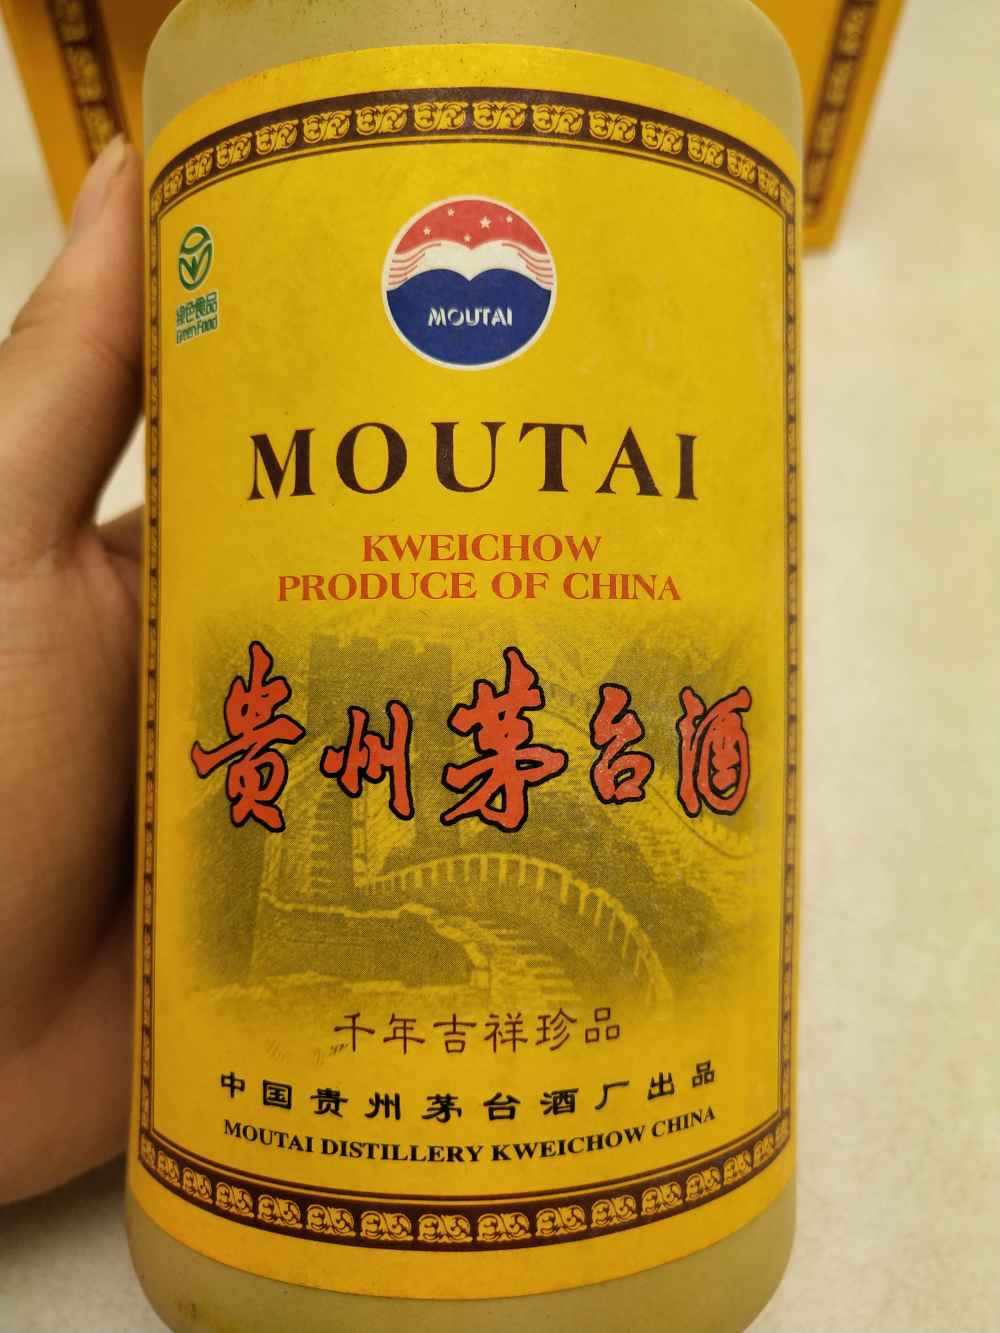 MOUTAI
绿色食品
Green Food
MOUTAI
KWEICHOW
PRODUCE OF CHINA
贵州茅台酒
千年吉祥珍品
中国贵州茅台酒厂出品
MOUTAI DISTILLERY KWEICHOW CHINA